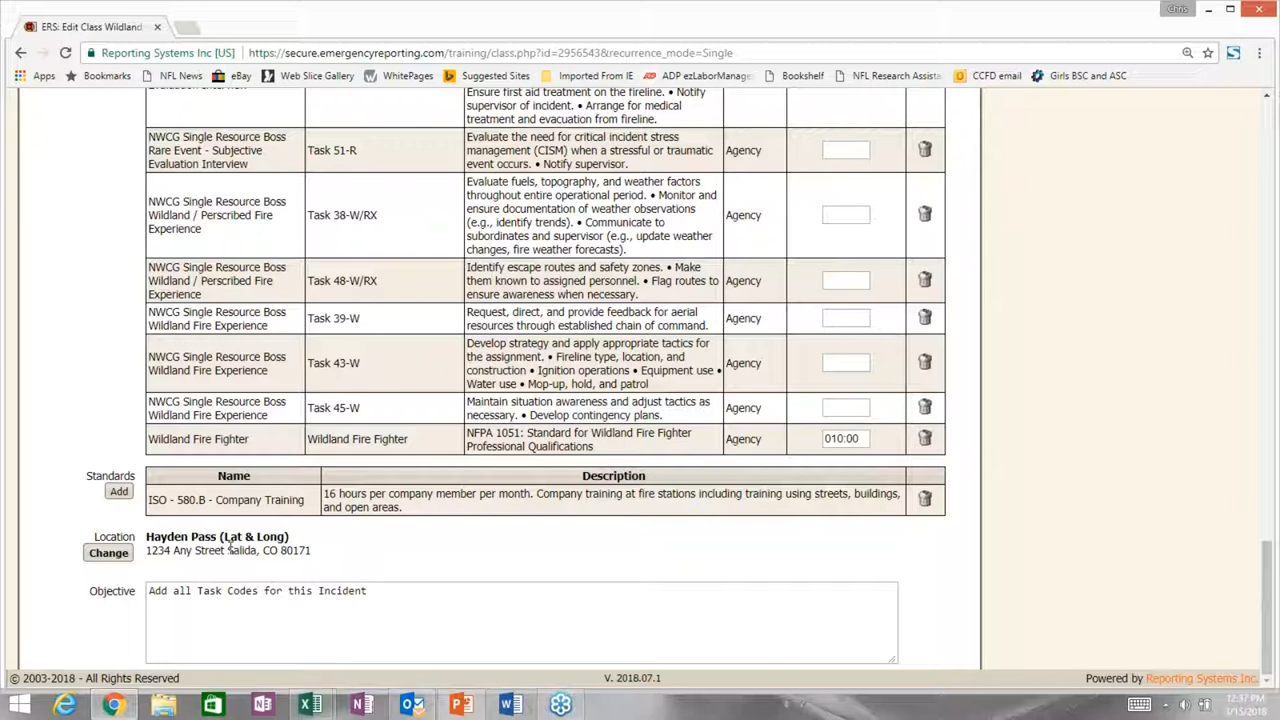 Chris
ERS: Edit Class Wildland
Reporting Systems Inc [US] https://secure.emergencyreporting.com/training/class.php?id=2956543&recurrence_mode=Single
Apps Bookmarks NFL News eBay Web Slice Gallery WhitePages Suggested Sites Imported From IE ADP ezLaborManage Bookshelf NFL Research Assista CCFD email Girls BSC and ASC
Ensure first aid treatment on the fireline. • Notify
supervisor of incident. • Arrange for medical
treatment and evacuation from fireline.
NWCG Single Resource Boss
Rare Event - Subjective
Evaluation Interview
Task 51-R
Evaluate the need for critical incident stress
management (CISM) when a stressful or traumatic
event occurs. • Notify supervisor.
Agency
NWCG Single Resource Boss
Wildland / Perscribed Fire
Experience
Task 38-W/RX
Evaluate fuels, topography, and weather factors
throughout entire operational period. • Monitor and
ensure documentation of weather observations
(e.g., identify trends). • Communicate to
subordinates and supervisor (e.g., update weather
changes, fire weather forecasts).
Agency
NWCG Single Resource Boss
Wildland / Perscribed Fire
Experience
Task 48-W/RX
Identify escape routes and safety zones. • Make
them known to assigned personnel. • Flag routes to
ensure awareness when necessary.
Agency
NWCG Single Resource Boss
Wildland Fire Experience
Task 39-W
Request, direct, and provide feedback for aerial
resources through established chain of command.
Agency
NWCG Single Resource Boss
Wildland Fire Experience
Task 43-W
Develop strategy and apply appropriate tactics for
the assignment. • Fireline type, location, and
construction • Ignition operations • Equipment use •
Water use • Mop-up, hold, and patrol
Agency
NWCG Single Resource Boss
Wildland Fire Experience
Task 45-W
Maintain situation awareness and adjust tactics as
necessary. • Develop contingency plans.
Agency
Wildland Fire Fighter
Wildland Fire Fighter
NFPA 1051: Standard for Wildland Fire Fighter
Professional Qualifications
Agency
010:00
Standards
Add
Name Description
ISO - 580.B - Company Training
16 hours per company member per month. Company training at fire stations including training using streets, buildings,
and open areas.
Location
Change
Hayden Pass (Lat & Long)
1234 Any Street Salida, CO 80171
Objective
Add all Task Codes for this Incident
© 2003-2018 - All Rights Reserved V. 2018.07.1 Powered by Reporting Systems Inc.
12:37 PM
3/15/2018